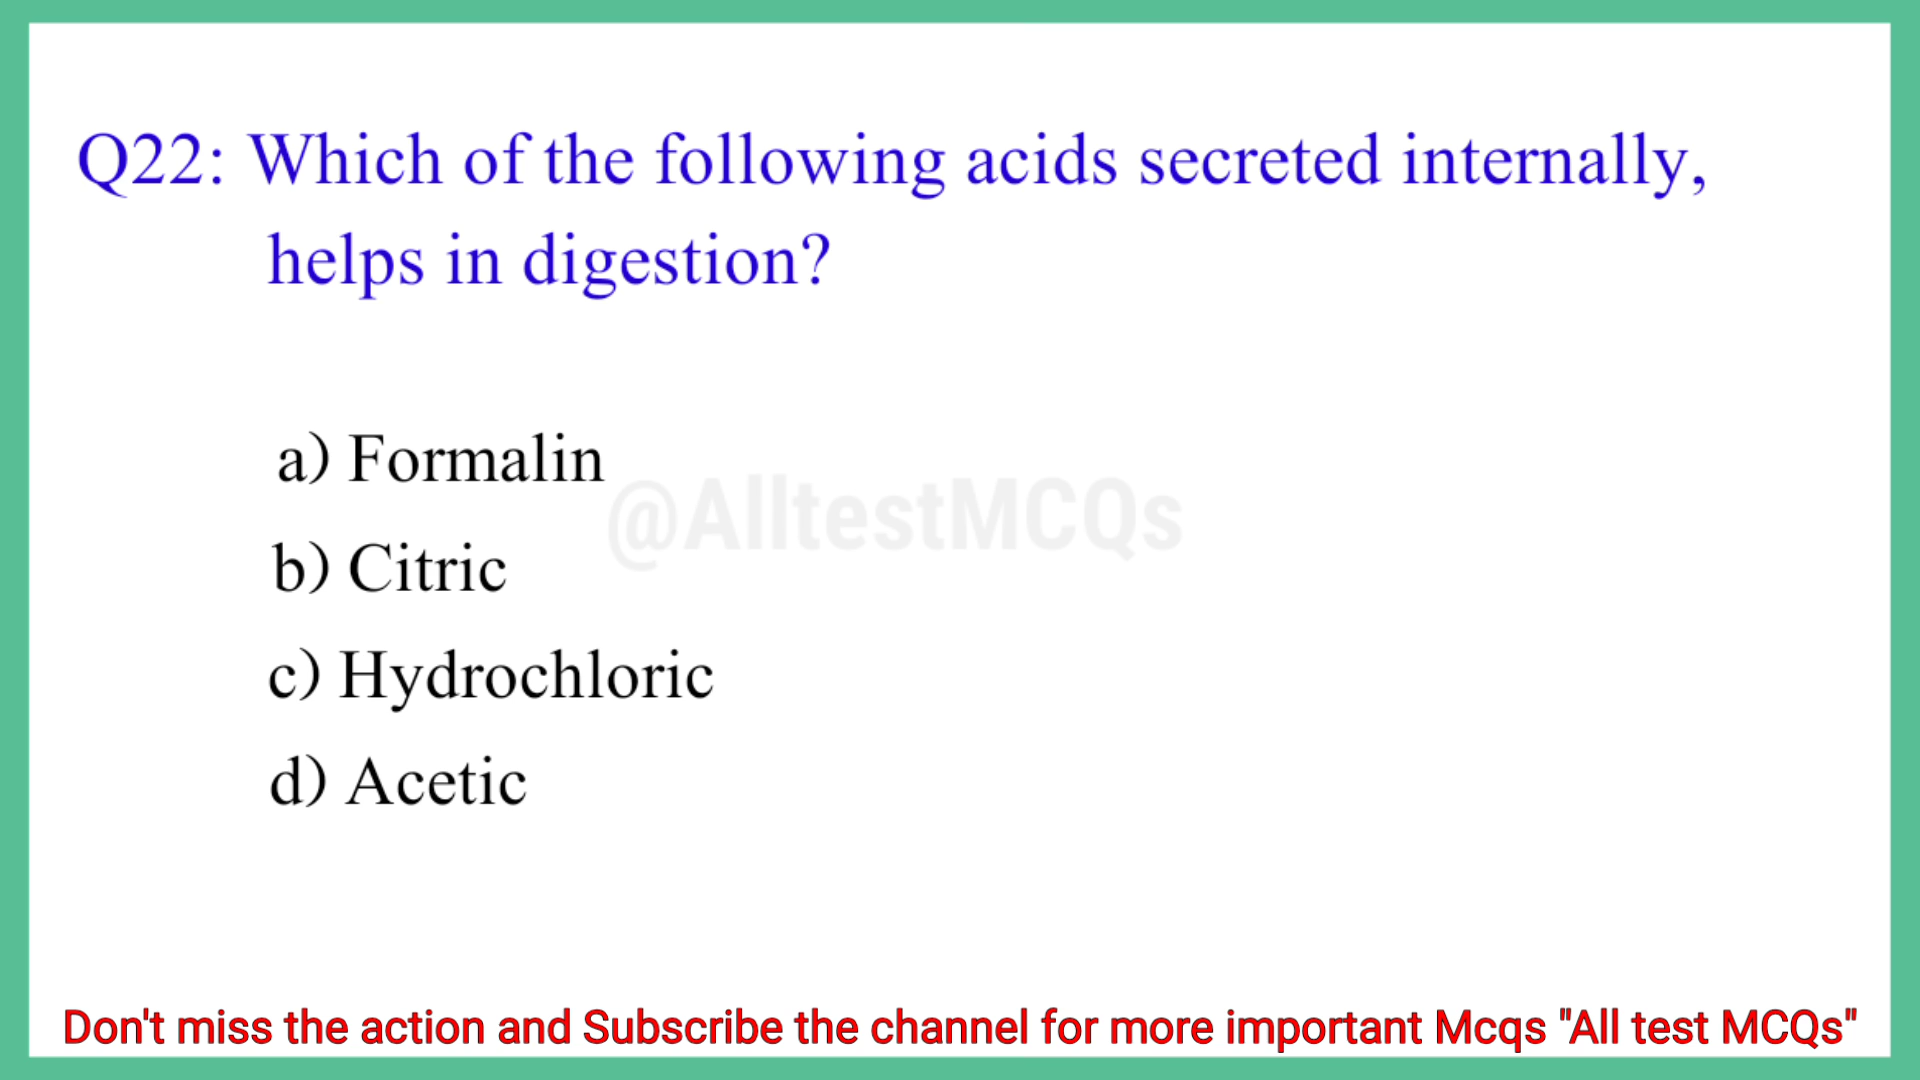 Q22: Which of the following acids secreted internally,
helps in digestion?
a) Formalin
@AlltestMCQs
b) Citric
c) Hydrochloric
d) Acetic
Don't miss the action and Subscribe the channel for more important Mcqs "All test MCQs"